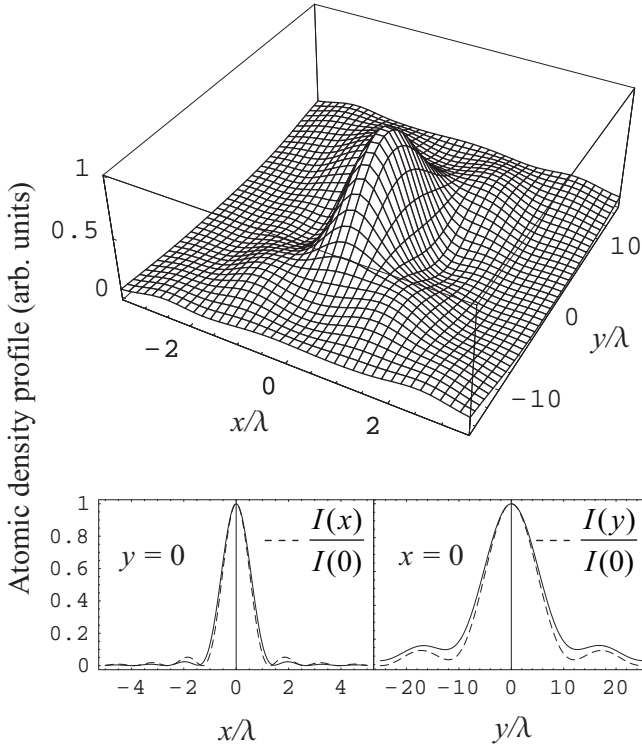 1
0.5
0
-2
0
2
x/λ
10
0
-10
y/λ
Atomic density profile (arb. units)
1
0.8
0.6
0.4
0.2
0
y = 0
I(x)
I(0)
x = 0
I(y)
I(0)
-4 -2 0 2 4
-20 -10 0 10 20
x/λ
y/λ